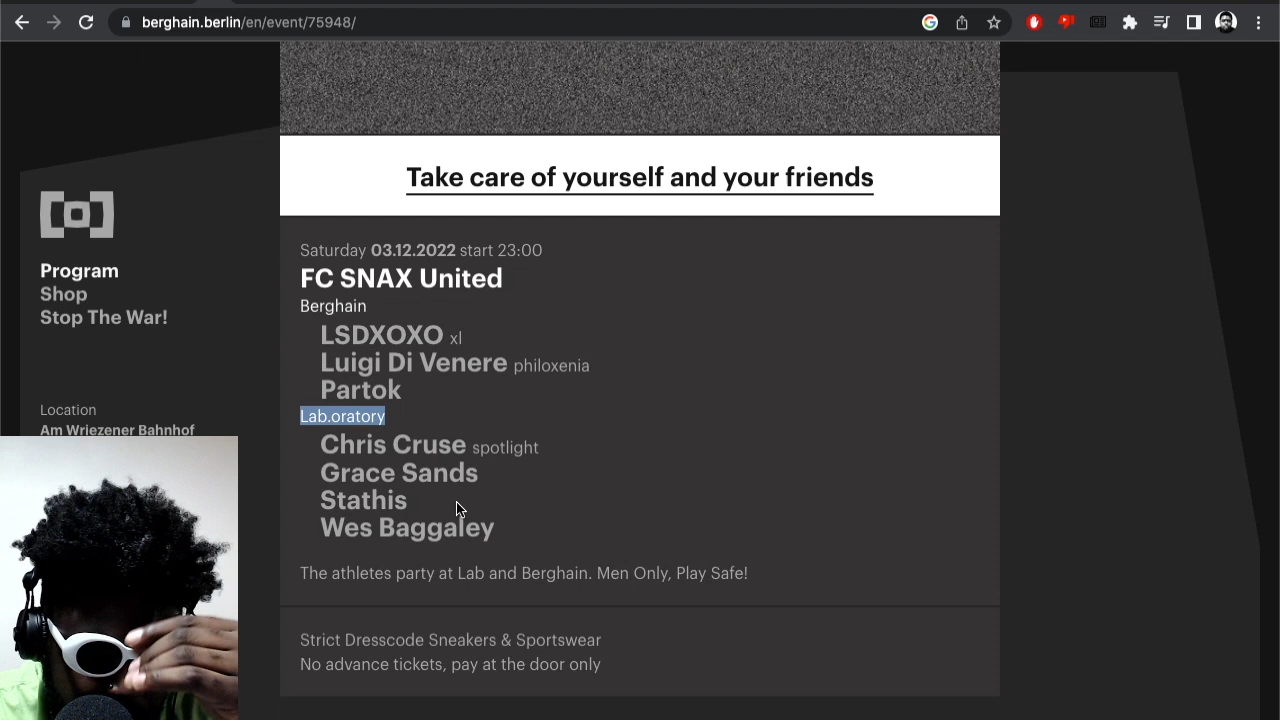 berghain.berlin/en/event/75948/
Take care of yourself and your friends
Program
Shop
Stop The War!
Location
Am Wriezener Bahnhof
Saturday 03.12.2022 start 23:00
FC SNAX United
Berghain
LSDXOXO xl
Luigi Di Venere philoxenia
Partok
Lab.oratory
Chris Cruse spotlight
Grace Sands
Stathis
Wes Baggaley
The athletes party at Lab and Berghain. Men Only, Play Safe!
Strict Dresscode Sneakers & Sportswear
No advance tickets, pay at the door only